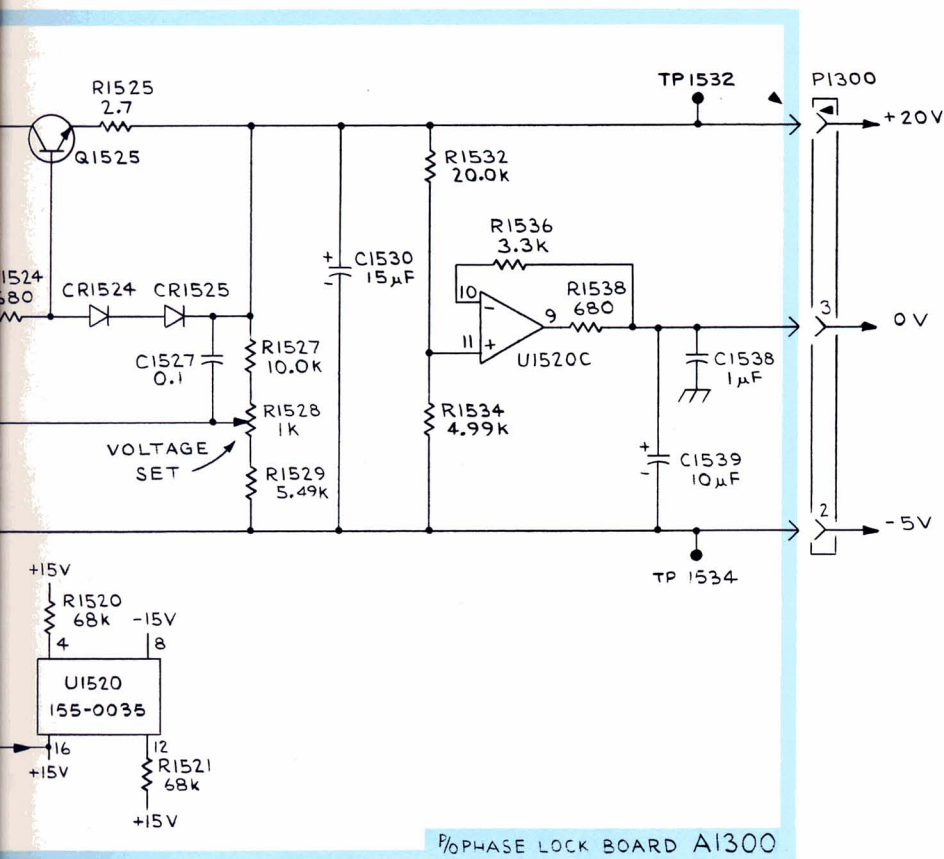 R1525
2.7
TP1532
P1300
+20V
Q1525
R1532
20.0K
R1536
3.3K
+
C1530
15µF
-
1524
680
CR1524
CR1525
10
-
9
R1538
680
3
0V
11
+
U1520C
C1527
0.1
R1527
10.0K
C1538
1µF
R1528
1K
R1534
4.99K
VOLTAGE
SET
R1529
5.49K
+
C1539
10µF
-
2
-5V
TP 1534
+15V
R1520
68K
-15V
4
8
U1520
155-0035
16
12
+15V
R1521
68K
+15V
P/O PHASE LOCK BOARD A1300